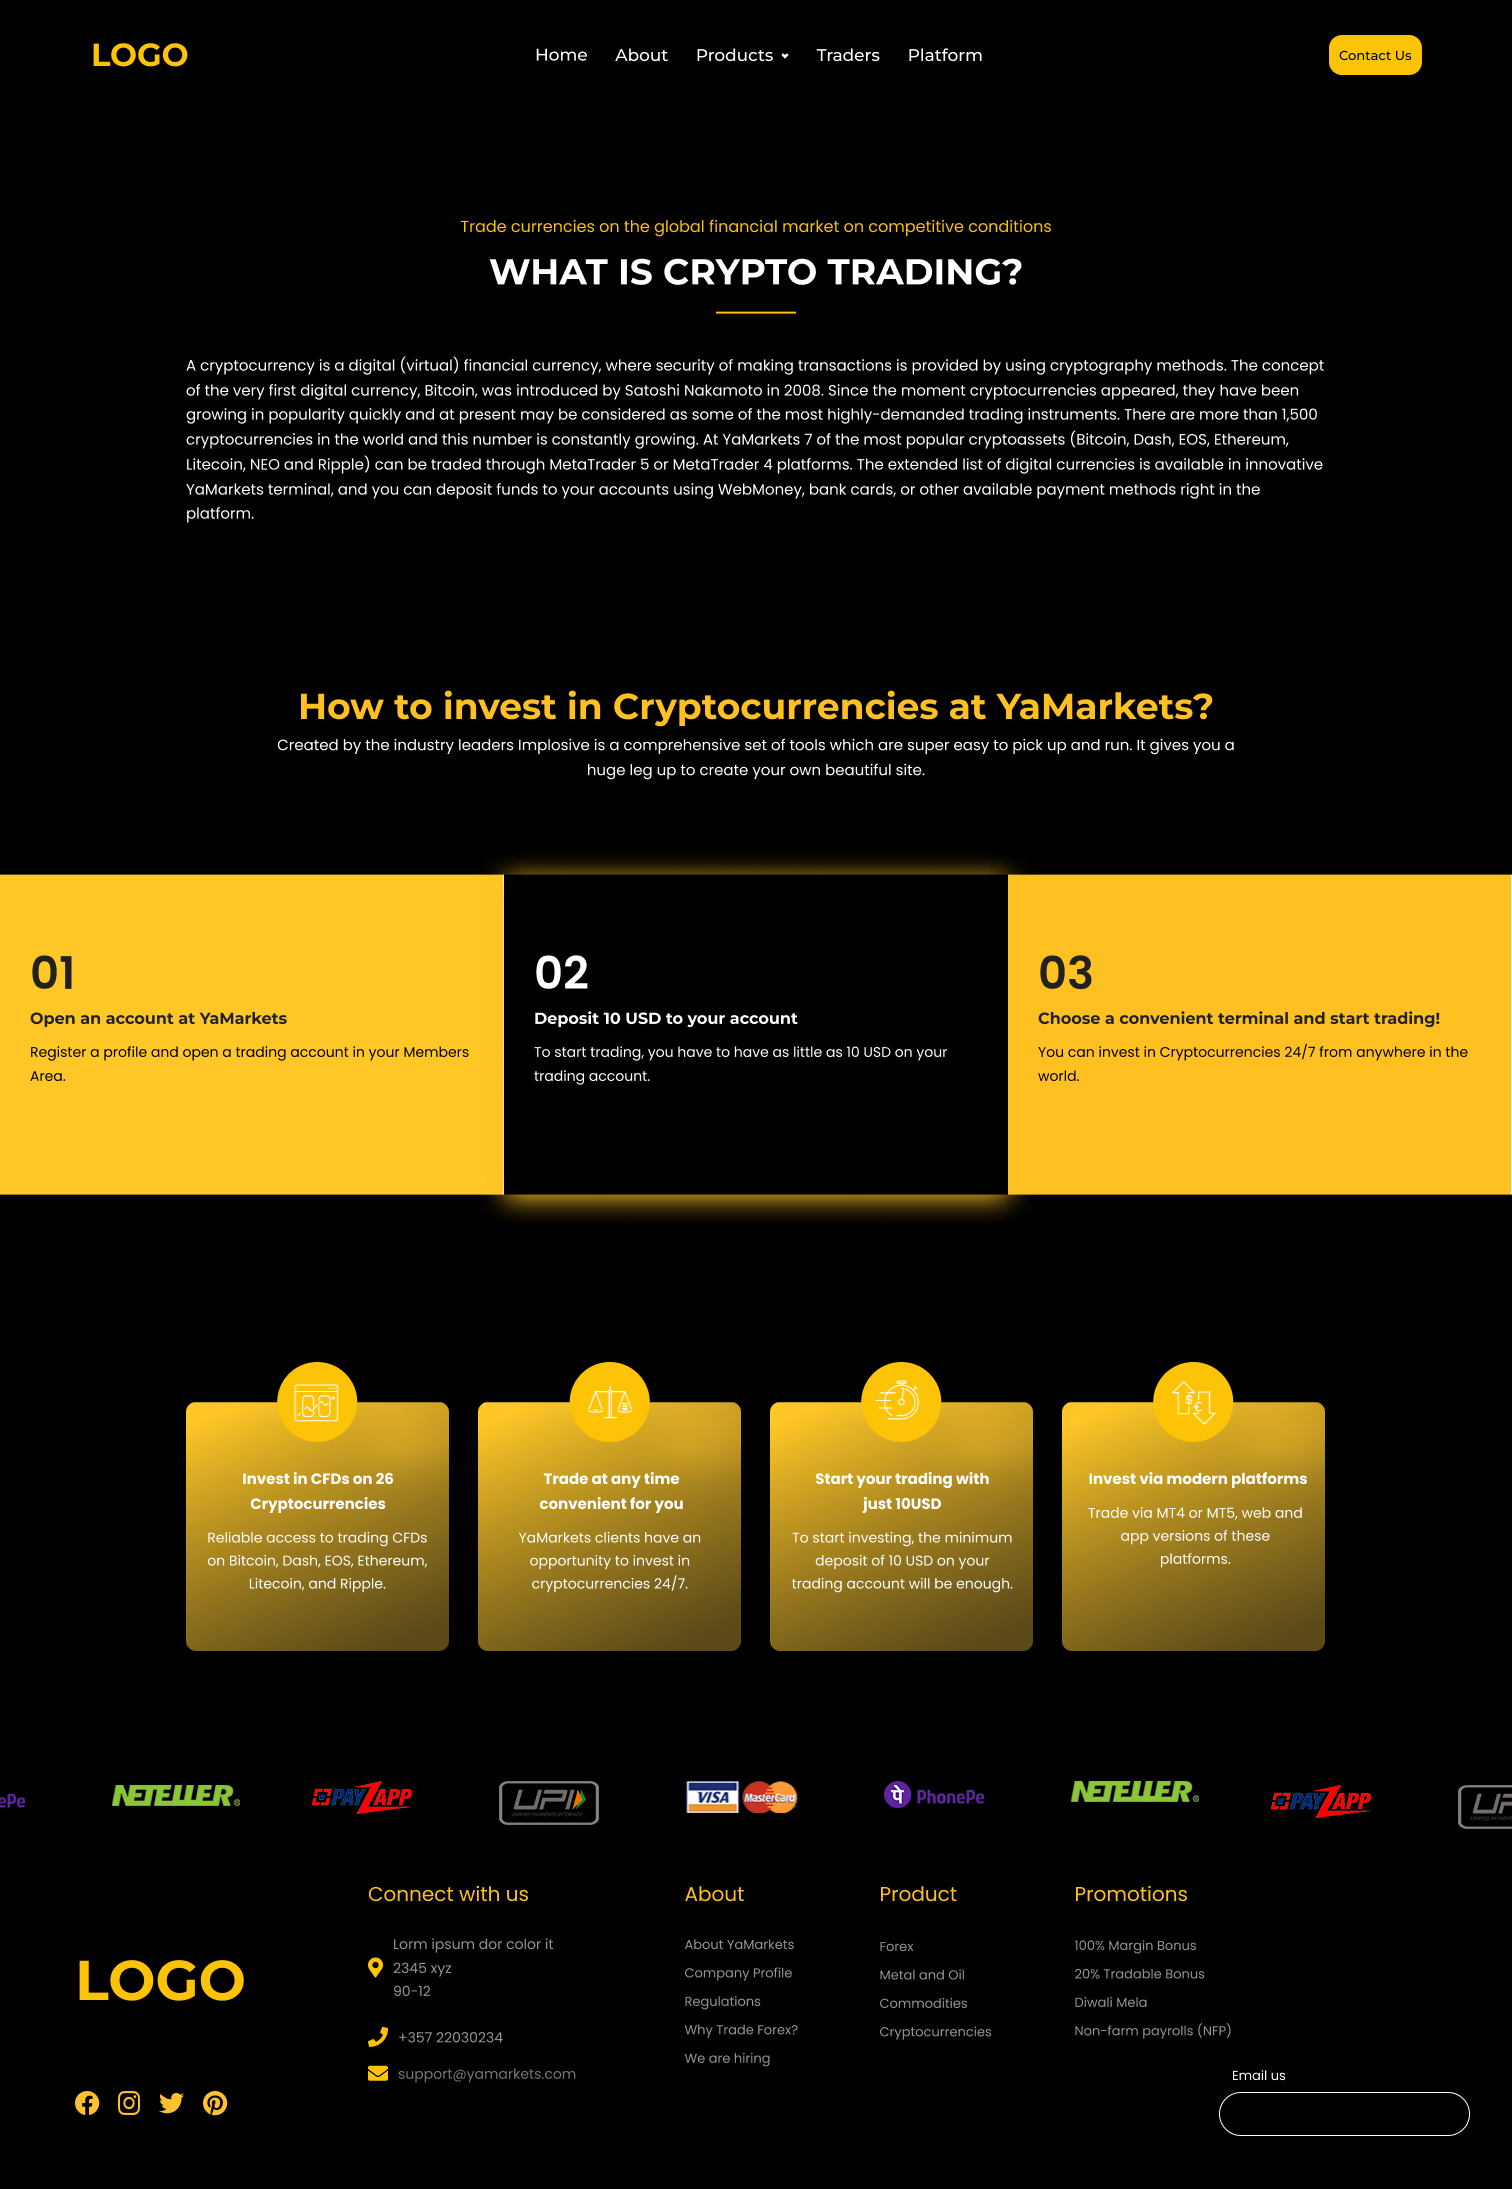 LOGO
Home
About
Products
Traders
Platform
Contact Us
Trade currencies on the global financial market on competitive conditions
WHAT IS CRYPTO TRADING?
A cryptocurrency is a digital (virtual) financial currency, where security of making transactions is provided by using cryptography methods. The concept
of the very first digital currency, Bitcoin, was introduced by Satoshi Nakamoto in 2008. Since the moment cryptocurrencies appeared, they have been
growing in popularity quickly and at present may be considered as some of the most highly-demanded trading instruments. There are more than 1,500
cryptocurrencies in the world and this number is constantly growing. At YaMarkets 7 of the most popular cryptoassets (Bitcoin, Dash, EOS, Ethereum,
Litecoin, NEO and Ripple) can be traded through MetaTrader 5 or MetaTrader 4 platforms. The extended list of digital currencies is available in innovative
YaMarkets terminal, and you can deposit funds to your accounts using WebMoney, bank cards, or other available payment methods right in the
platform.
How to invest in Cryptocurrencies at YaMarkets?
Created by the industry leaders Implosive is a comprehensive set of tools which are super easy to pick up and run. It gives you a
huge leg up to create your own beautiful site.
01
Open an account at YaMarkets
Register a profile and open a trading account in your Members
Area.
02
Deposit 10 USD to your account
To start trading, you have to have as little as 10 USD on your
trading account.
03
Choose a convenient terminal and start trading!
You can invest in Cryptocurrencies 24/7 from anywhere in the
world.
Invest in CFDs on 26
Cryptocurrencies
Reliable access to trading CFDs
on Bitcoin, Dash, EOS, Ethereum,
Litecoin, and Ripple.
Trade at any time
convenient for you
YaMarkets clients have an
opportunity to invest in
cryptocurrencies 24/7.
Start your trading with
just 10USD
To start investing, the minimum
deposit of 10 USD on your
trading account will be enough.
$
€
Invest via modern platforms
Trade via MT4 or MT5, web and
app versions of these
platforms.
ePe
NETELLER®
PAYZAPP
UPI
UNIFIED PAYMENTS INTERFACE
VISA
MasterCard
पे PhonePe
NETELLER®
PAYZAPP
UP
LOGO
Connect with us
Lorm ipsum dor color it
2345 xyz
90-12
+357 22030234
support@yamarkets.com
About
About YaMarkets
Company Profile
Regulations
Why Trade Forex?
We are hiring
Product
Forex
Metal and Oil
Commodities
Cryptocurrencies
Promotions
100% Margin Bonus
20% Tradable Bonus
Diwali Mela
Non-farm payrolls (NFP)
Email us